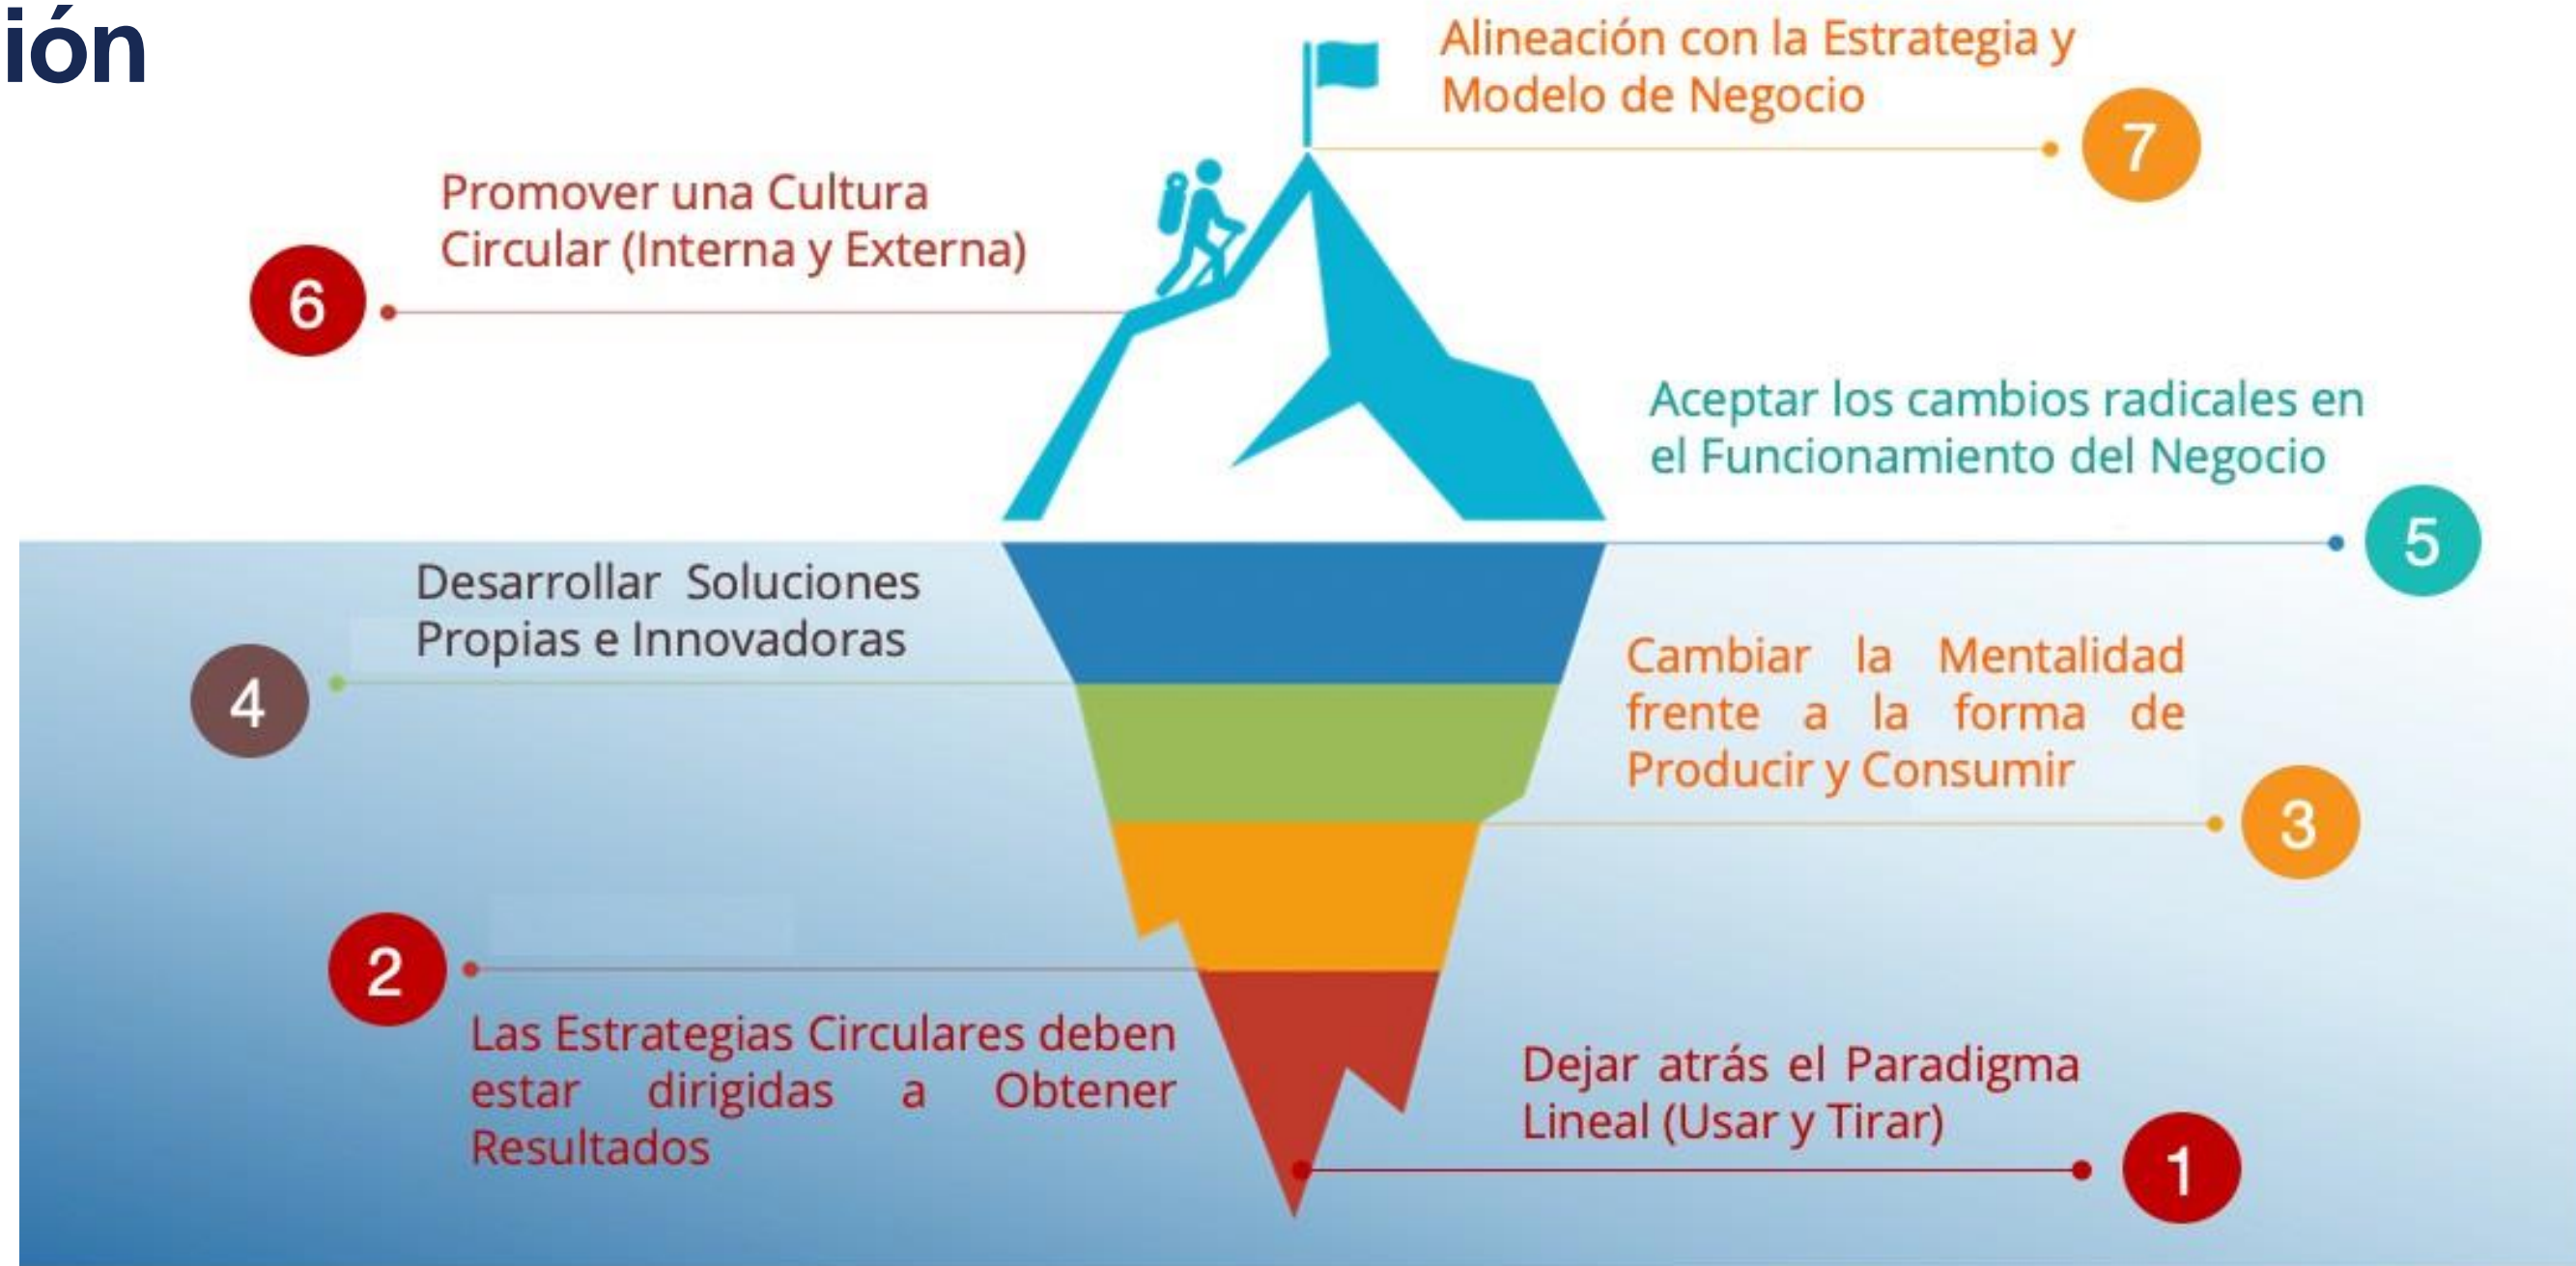 ión
Alineación con la Estrategia y
Modelo de Negocio
7
Promover una Cultura
Circular (Interna y Externa)
6
Aceptar los cambios radicales en
el Funcionamiento del Negocio
5
Desarrollar Soluciones
Propias e Innovadoras
4
Cambiar la Mentalidad
frente a la forma de
Producir y Consumir
3
2
Las Estrategias Circulares deben
estar dirigidas a Obtener
Resultados
Dejar atrás el Paradigma
Lineal (Usar y Tirar)
1